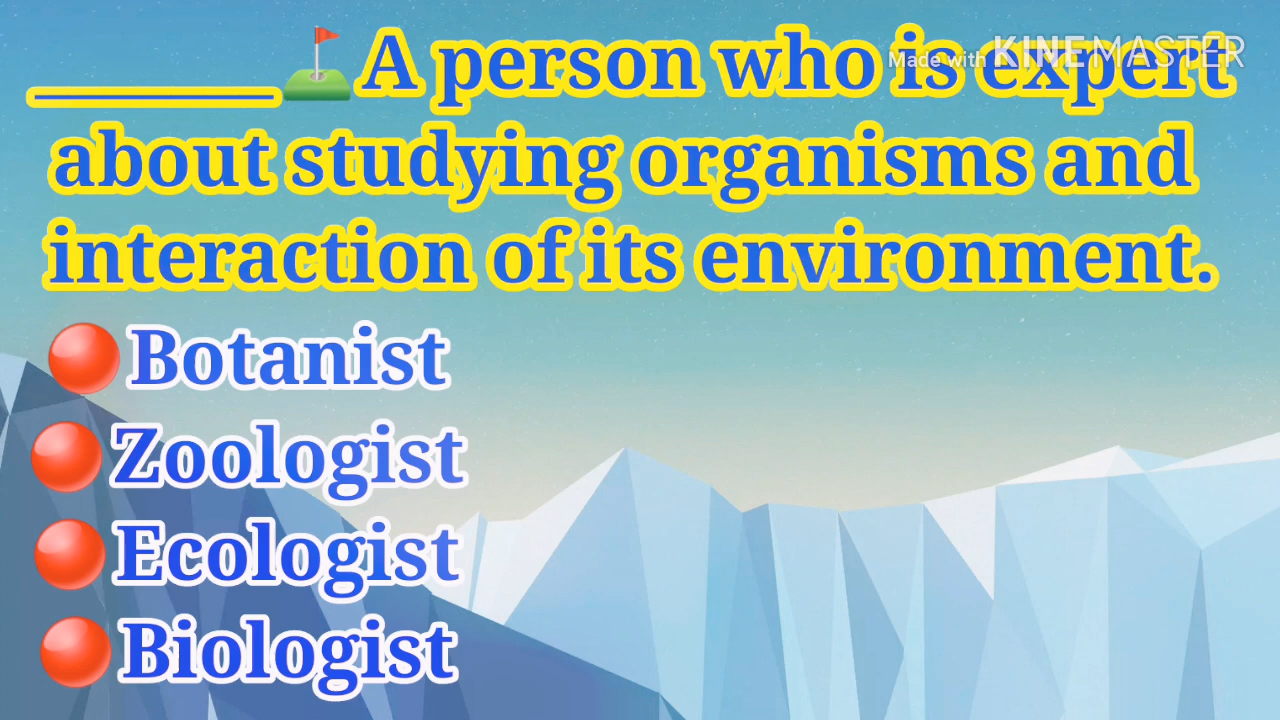 __________⛳A person who is expert
Made with KINEMASTER
about studying organisms and
interaction of its environment.
🔴Botanist
🔴Zoologist
🔴Ecologist
🔴Biologist